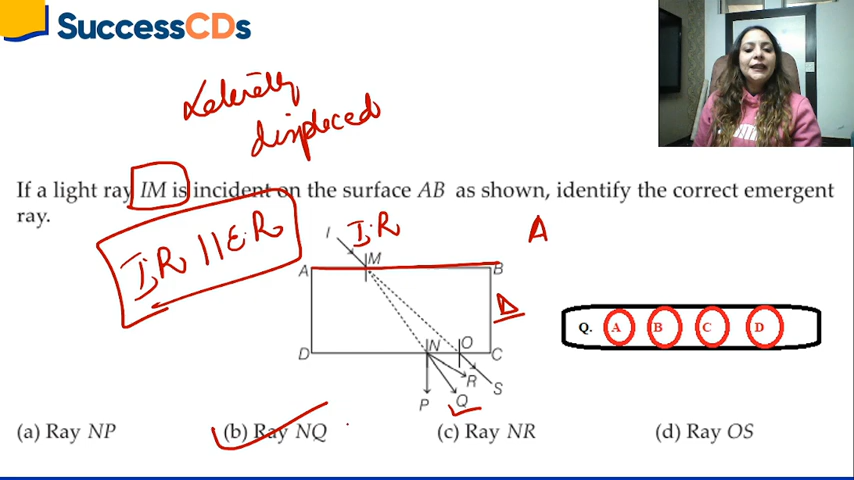 SuccessCDs
Laterally
displaced
If a light ray IM is incident on the surface AB as shown, identify the correct emergent
ray.
I.R || E.R
I
I.R
A
A
M
B
D
N
O
C
R
S
P
Q
Q. A B C D
(a) Ray NP
(b) Ray NQ
(c) Ray NR
(d) Ray OS